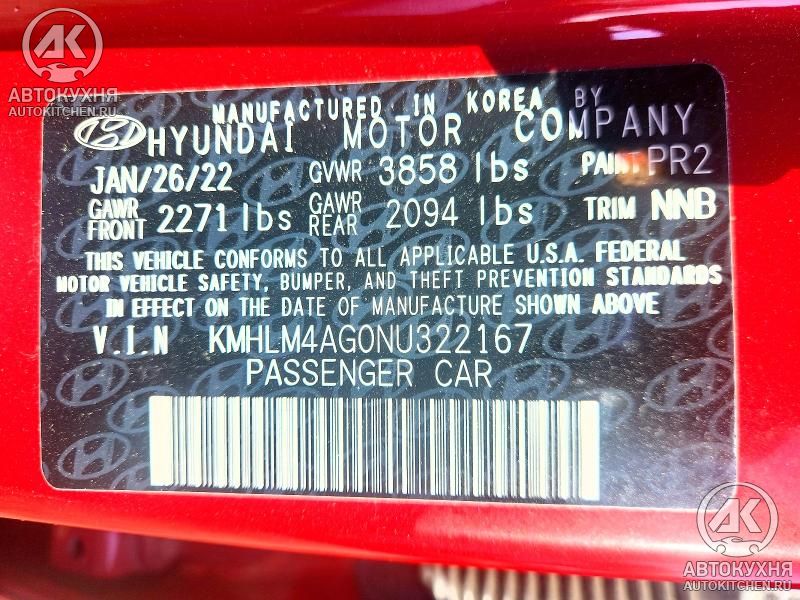 АК
АВТОКУХНЯ
AUTOKITCHEN.RU
MANUFACTURED IN KOREA BY
HYUNDAI MOTOR COMPANY
JAN/26/22 GVWR 3858 lbs PAINT PR2
GAWR FRONT 2271 lbs GAWR REAR 2094 lbs TRIM NNB
THIS VEHICLE CONFORMS TO ALL APPLICABLE U.S.A. FEDERAL
MOTOR VEHICLE SAFETY, BUMPER, AND THEFT PREVENTION STANDARDS
IN EFFECT ON THE DATE OF MANUFACTURE SHOWN ABOVE
V.I.N KMHLM4AG0NU322167
PASSENGER CAR
АК
АВТОКУХНЯ
AUTOKITCHEN.RU